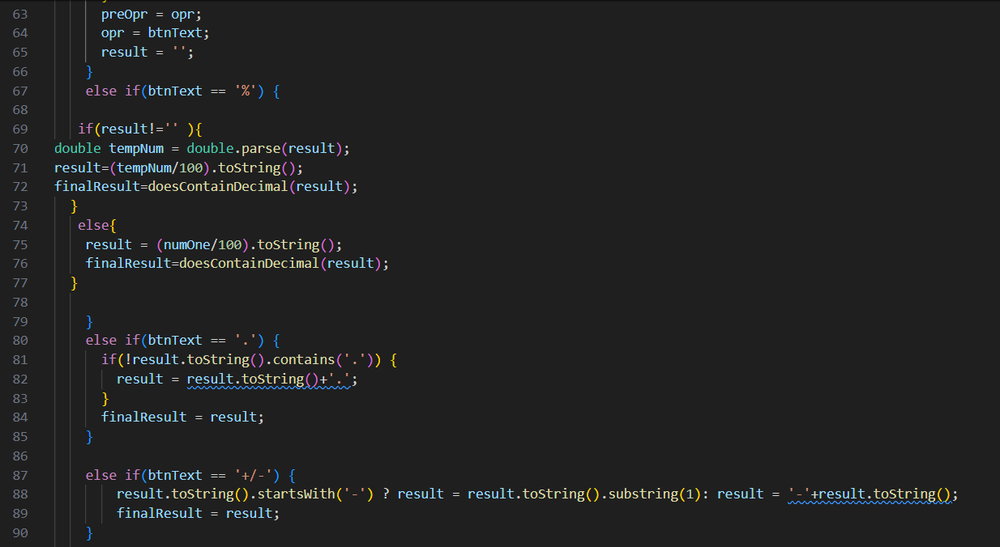 63 preOpr = opr;
64 opr = btnText;
65 result = '';
66 }
67 else if(btnText == '%') {
68
69 if(result!='' ){
70 double tempNum = double.parse(result);
71 result=(tempNum/100).toString();
72 finalResult=doesContainDecimal(result);
73 }
74 else{
75 result = (numOne/100).toString();
76 finalResult=doesContainDecimal(result);
77 }
78
79 }
80 else if(btnText == '.') {
81 if(!result.toString().contains('.')) {
82 result = result.toString()+'.';
83 }
84 finalResult = result;
85 }
86
87 else if(btnText == '+/-') {
88 result.toString().startsWith('-') ? result = result.toString().substring(1): result = '-'+result.toString();
89 finalResult = result;
90 }